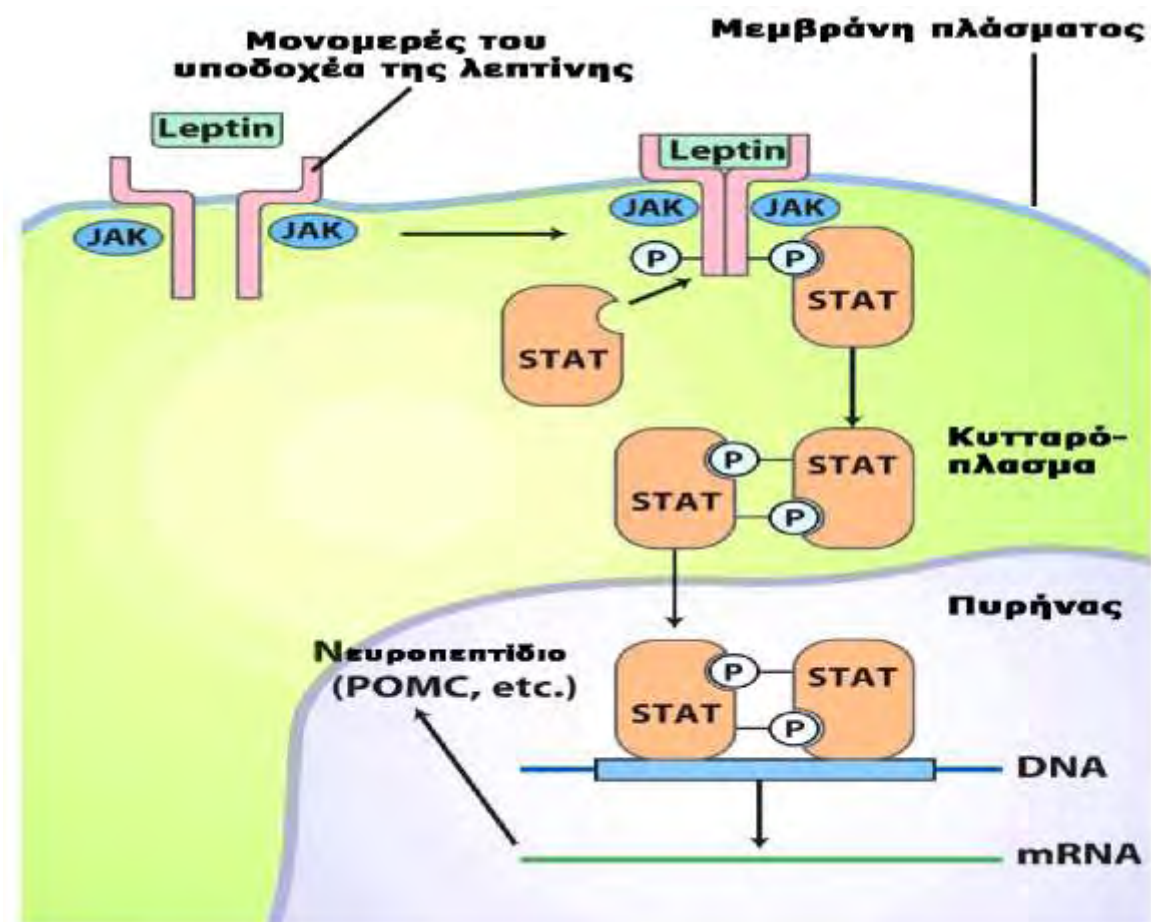 Μονομερές του
υποδοχέα της λεπτίνης
Μεμβράνη πλάσματος
Leptin
Leptin
JAK
JAK
JAK
JAK
P
P
STAT
STAT
P
STAT
STAT
P
Κυτταρό-
πλασμα
Πυρήνας
Νευροπεπτίδιο
(POMC, etc.)
P
STAT
STAT
P
DNA
mRNA